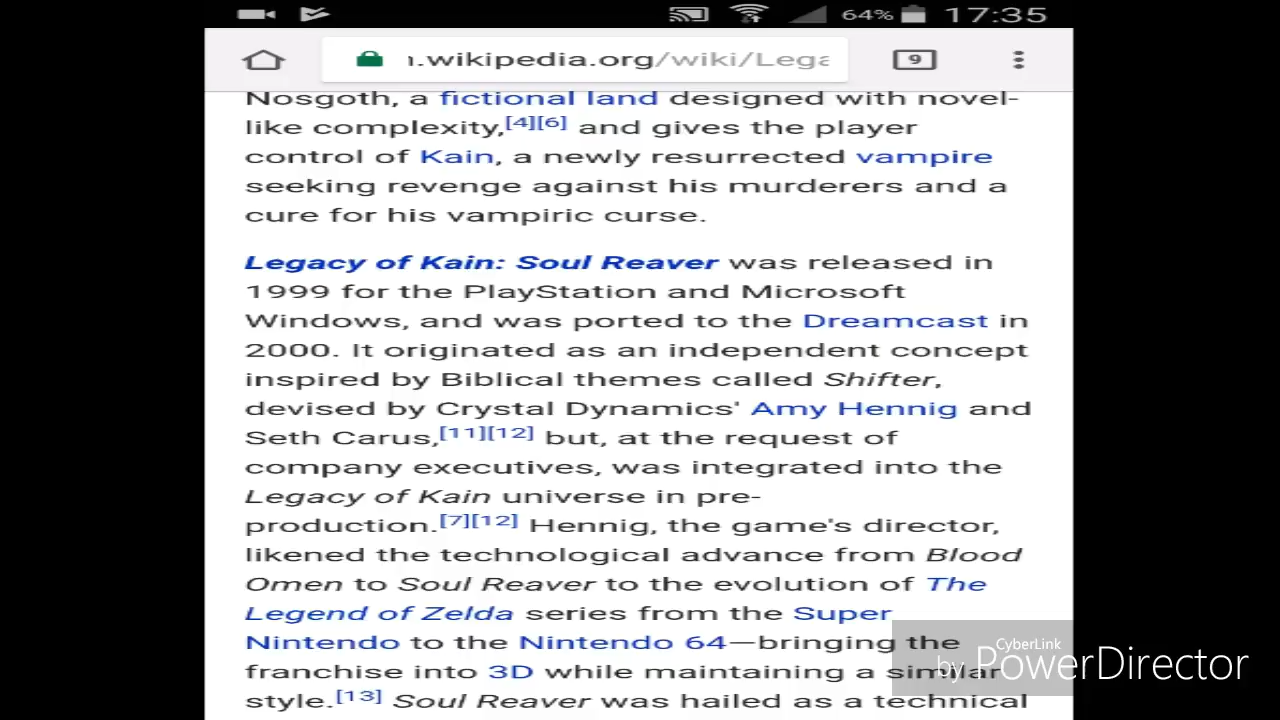 64% 17:35
ı.wikipedia.org/wiki/Lega 9
Nosgoth, a fictional land designed with novel-
like complexity,[4][6] and gives the player
control of Kain, a newly resurrected vampire
seeking revenge against his murderers and a
cure for his vampiric curse.
Legacy of Kain: Soul Reaver was released in
1999 for the PlayStation and Microsoft
Windows, and was ported to the Dreamcast in
2000. It originated as an independent concept
inspired by Biblical themes called Shifter,
devised by Crystal Dynamics' Amy Hennig and
Seth Carus,[11][12] but, at the request of
company executives, was integrated into the
Legacy of Kain universe in pre-
production.[7][12] Hennig, the game's director,
likened the technological advance from Blood
Omen to Soul Reaver to the evolution of The
Legend of Zelda series from the Super
Nintendo to the Nintendo 64—bringing the
franchise into 3D while maintaining a similar
style.[13] Soul Reaver was hailed as a technical
CyberLink
by PowerDirector